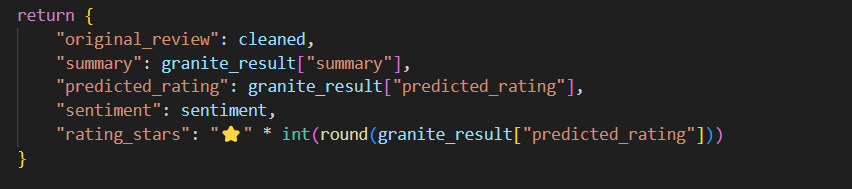 return {
    "original_review": cleaned,
    "summary": granite_result["summary"],
    "predicted_rating": granite_result["predicted_rating"],
    "sentiment": sentiment,
    "rating_stars": "⭐" * int(round(granite_result["predicted_rating"]))
}